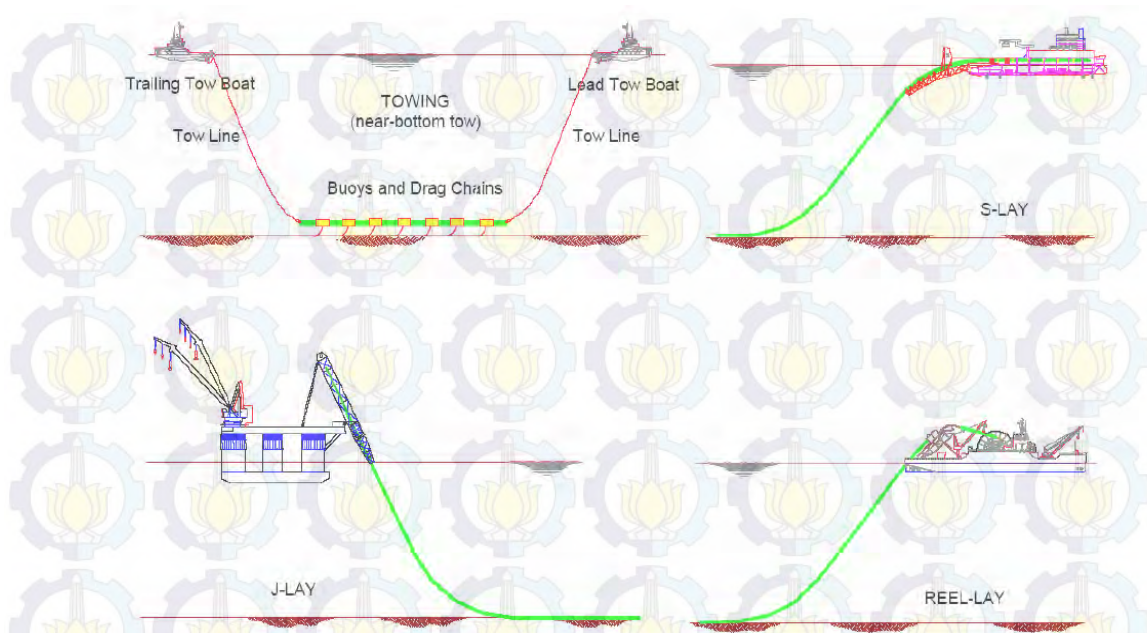 Trailing Tow Boat
Lead Tow Boat
TOWING
(near-bottom tow)
Tow Line
Tow Line
Buoys and Drag Chains
S-LAY
J-LAY
REEL-LAY